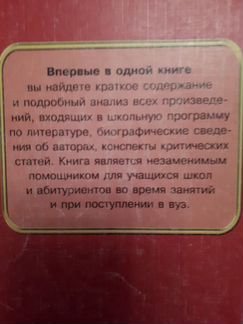 Впервые в одной книге
вы найдете краткое содержание
и подробный анализ всех произведе-
ний, входящих в школьную программу
по литературе, биографические сведе-
ния об авторах, конспекты критических
статей. Книга является незаменимым
помощником для учащихся школ
и абитуриентов во время занятий
и при поступлении в вуз.